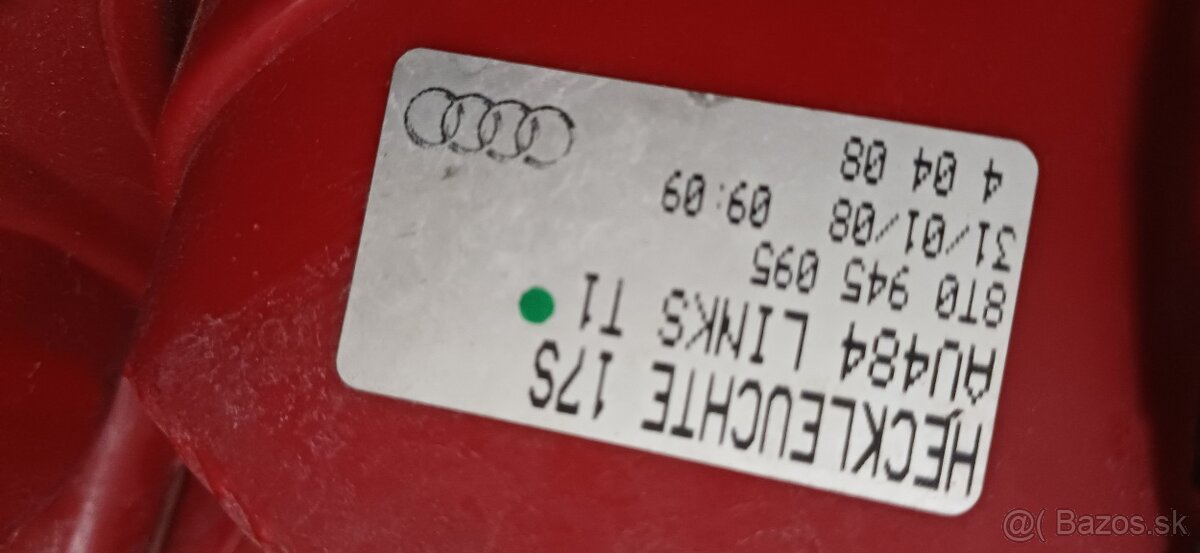 HECKLEUCHTE 17S
AU484 LINKS T1
8T0 945 095
31/01/08 09:09
4 04 08
@( Bazos.sk